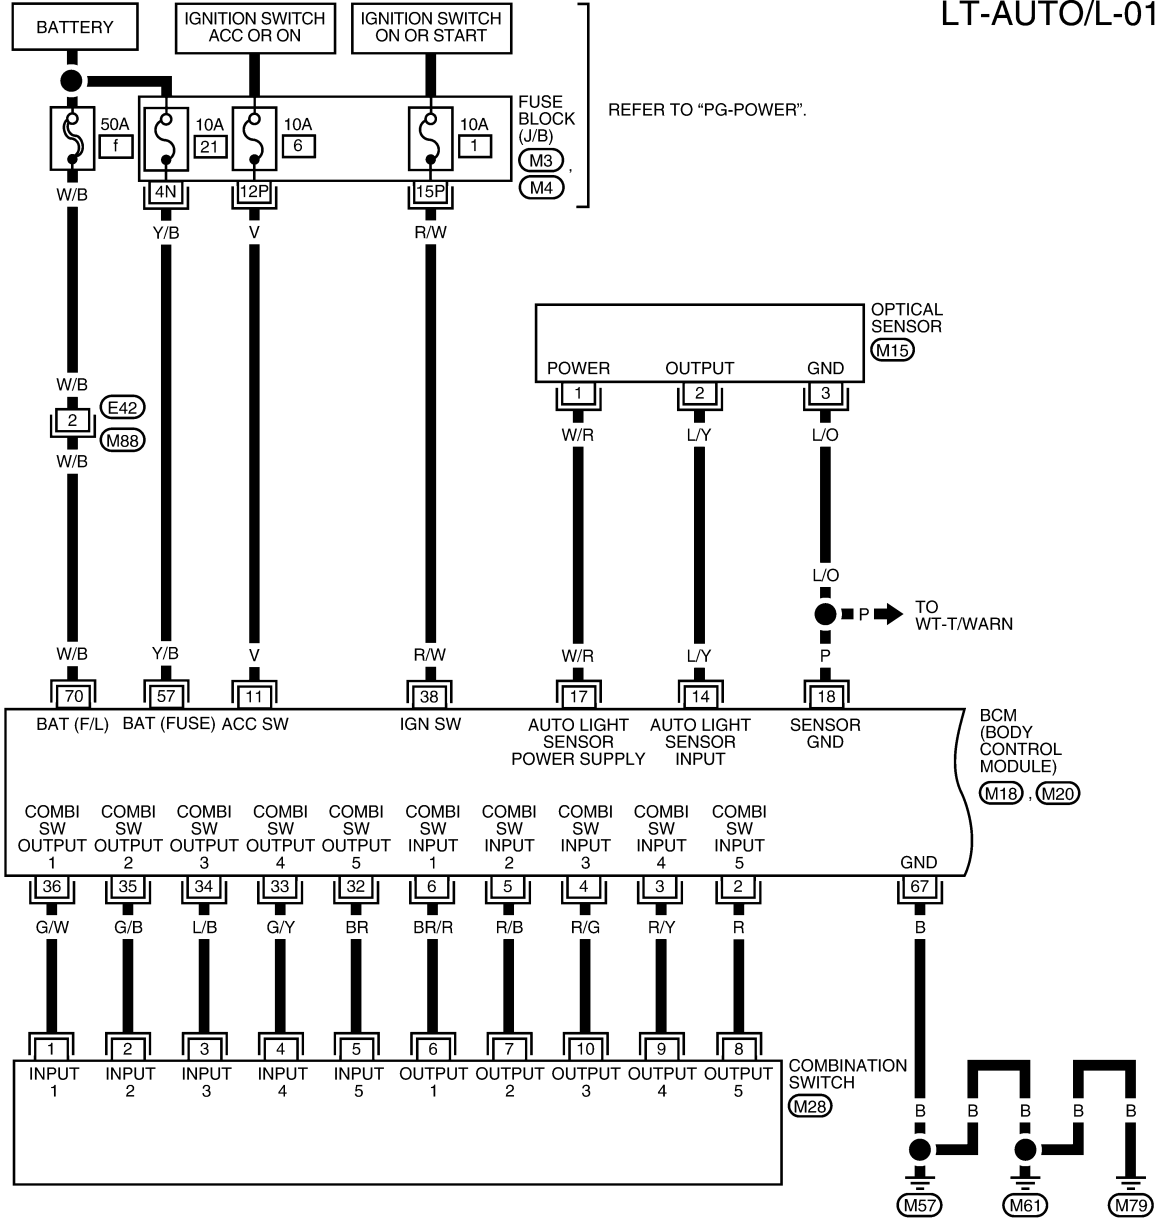 LT-AUTO/L-01
BATTERY
IGNITION SWITCH
ACC OR ON
IGNITION SWITCH
ON OR START
50A
f
10A
21
10A
6
10A
1
FUSE
BLOCK
(J/B)
M3 ,
M4
REFER TO “PG-POWER”.
4N
12P
15P
W/B
Y/B
V
R/W
OPTICAL
SENSOR
M15
POWER
OUTPUT
GND
1
2
3
W/B
2
E42
M88
W/B
W/R
L/Y
L/O
L/O
P
TO
WT-T/WARN
W/B
Y/B
V
R/W
W/R
L/Y
P
70
57
11
38
17
14
18
BAT (F/L)
BAT (FUSE)
ACC SW
IGN SW
AUTO LIGHT
SENSOR
POWER SUPPLY
AUTO LIGHT
SENSOR
INPUT
SENSOR
GND
BCM
(BODY
CONTROL
MODULE)
M18 , M20
COMBI
SW
OUTPUT
1
COMBI
SW
OUTPUT
2
COMBI
SW
OUTPUT
3
COMBI
SW
OUTPUT
4
COMBI
SW
OUTPUT
5
COMBI
SW
INPUT
1
COMBI
SW
INPUT
2
COMBI
SW
INPUT
3
COMBI
SW
INPUT
4
COMBI
SW
INPUT
5
GND
36
35
34
33
32
6
5
4
3
2
67
G/W
G/B
L/B
G/Y
BR
BR/R
R/B
R/G
R/Y
R
B
1
2
3
4
5
6
7
10
9
8
INPUT
1
INPUT
2
INPUT
3
INPUT
4
INPUT
5
OUTPUT
1
OUTPUT
2
OUTPUT
3
OUTPUT
4
OUTPUT
5
COMBINATION
SWITCH
M28
B
B
B
B
B
M57
M61
M79